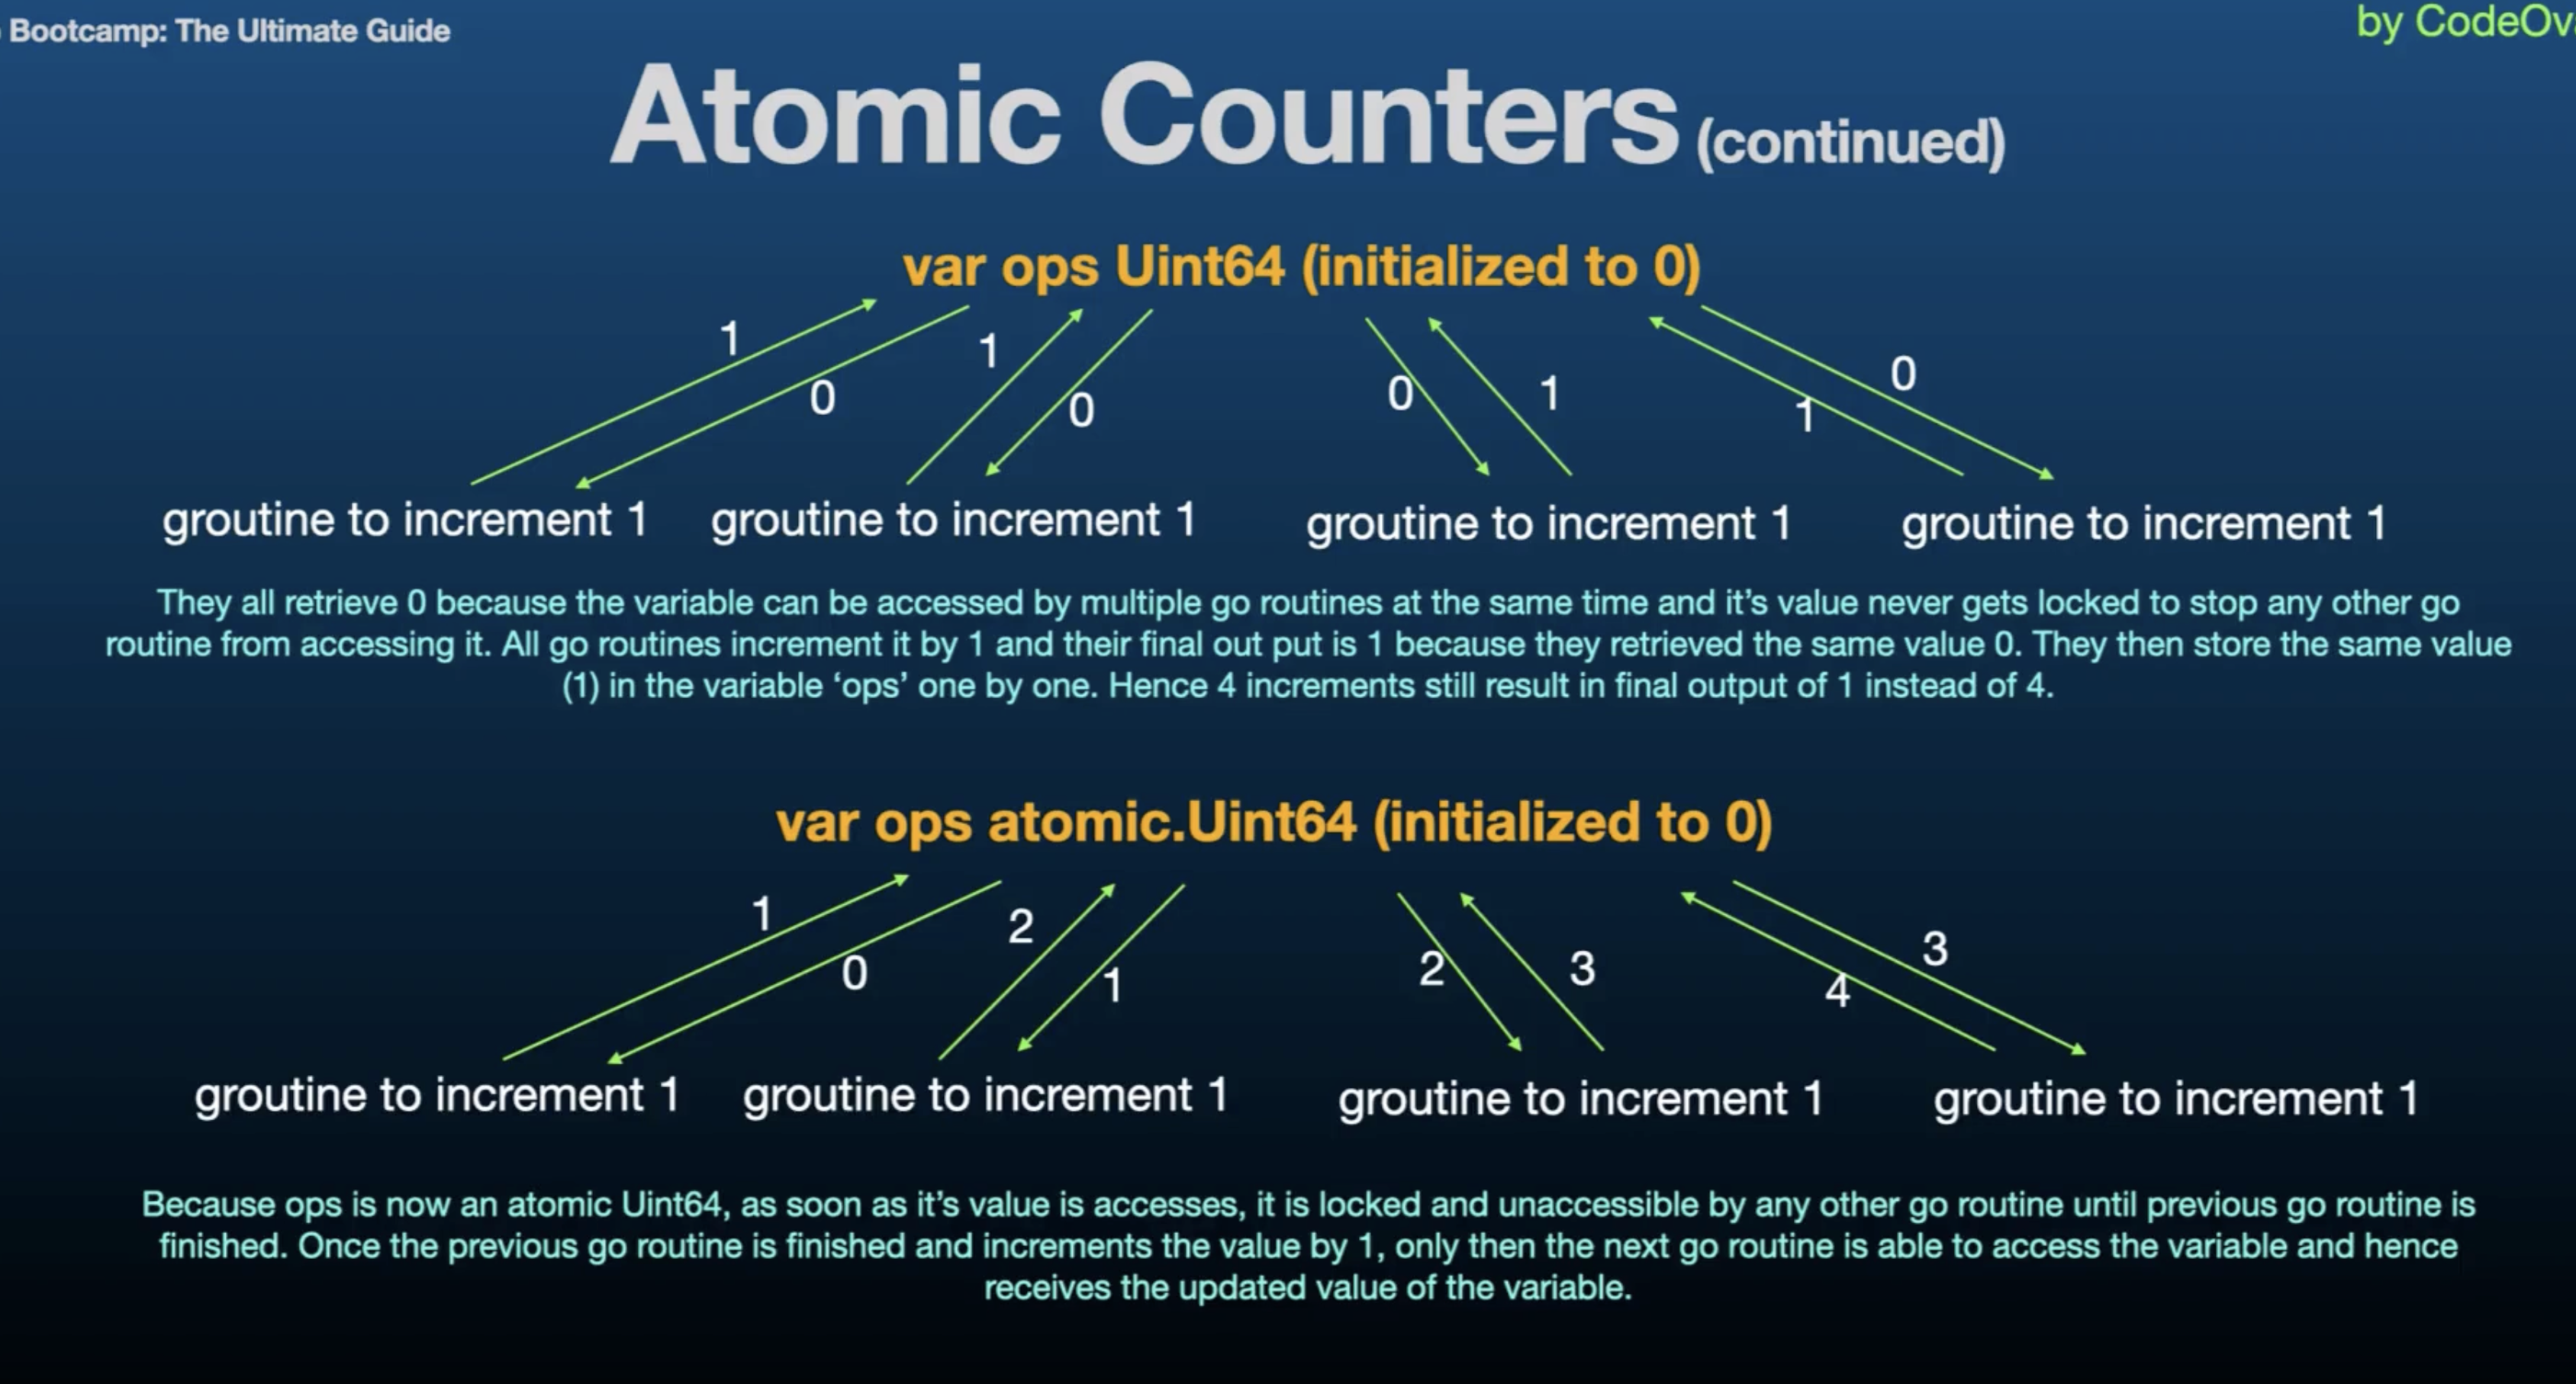 Bootcamp: The Ultimate Guide
by CodeOv
Atomic Counters (continued)
var ops Uint64 (initialized to 0)
1
0
1
0
0
1
1
0
groutine to increment 1
groutine to increment 1
groutine to increment 1
groutine to increment 1
They all retrieve 0 because the variable can be accessed by multiple go routines at the same time and it’s value never gets locked to stop any other go
routine from accessing it. All go routines increment it by 1 and their final out put is 1 because they retrieved the same value 0. They then store the same value
(1) in the variable ‘ops’ one by one. Hence 4 increments still result in final output of 1 instead of 4.
var ops atomic.Uint64 (initialized to 0)
1
0
2
1
2
3
4
3
groutine to increment 1
groutine to increment 1
groutine to increment 1
groutine to increment 1
Because ops is now an atomic Uint64, as soon as it’s value is accesses, it is locked and unaccessible by any other go routine until previous go routine is
finished. Once the previous go routine is finished and increments the value by 1, only then the next go routine is able to access the variable and hence
receives the updated value of the variable.